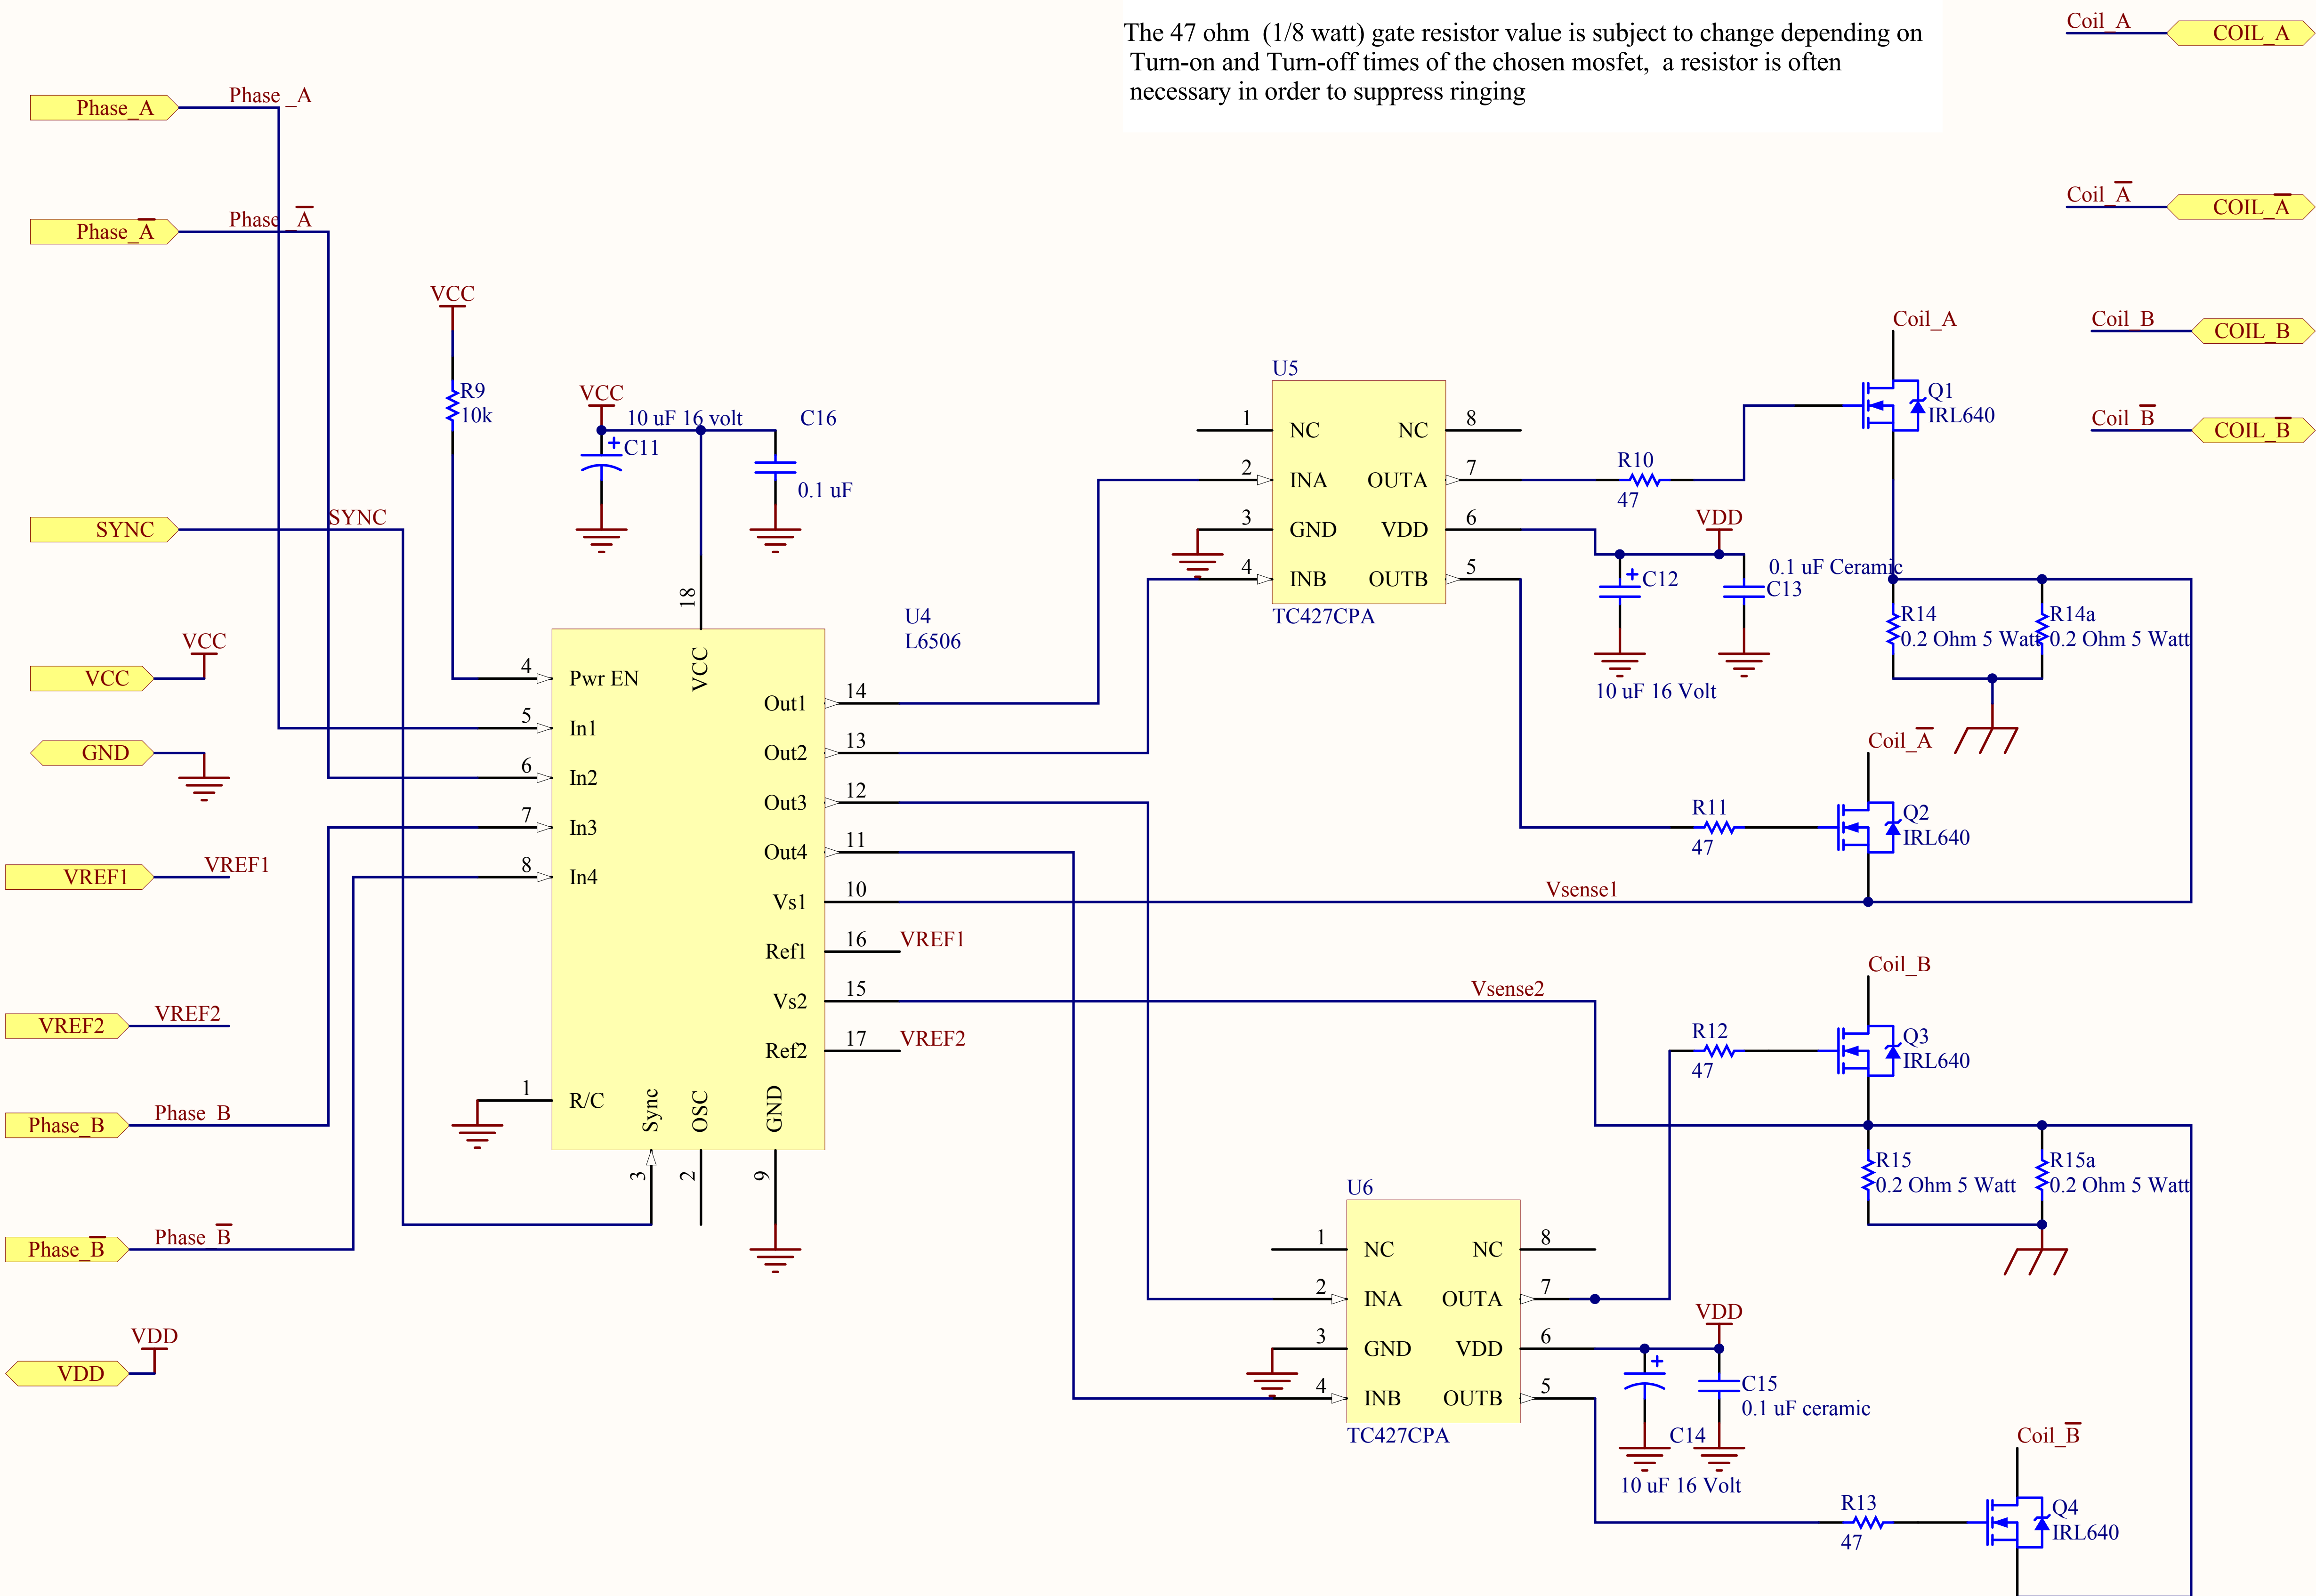 The 47 ohm  (1/8 watt) gate resistor value is subject to change depending on
Turn-on and Turn-off times of the chosen mosfet,  a resistor is often
necessary in order to suppress ringing
Coil_A
COIL_A
Phase_A
Phase _A
Coil_A̅
COIL_A̅
Phase_A̅
Phase_A̅
Coil_B
COIL_B
Coil_B̅
COIL_B̅
VCC
R9
10k
VCC
10 uF 16 volt
C11
C16
0.1 uF
SYNC
SYNC
VCC
VCC
GND
VREF1
VREF1
VREF2
VREF2
Phase_B
Phase_B
Phase_B̅
Phase_B̅
VDD
VDD
U4
L6506
18
VCC
4
Pwr EN
5
In1
6
In2
7
In3
8
In4
1
R/C
Sync
3
OSC
2
GND
9
Out1
14
Out2
13
Out3
12
Out4
11
Vs1
10
Ref1
16
VREF1
Vs2
15
Ref2
17
VREF2
Vsense1
Vsense2
U5
1
NC
NC
8
2
INA
OUTA
7
3
GND
VDD
6
4
INB
OUTB
5
TC427CPA
R10
47
VDD
C12
0.1 uF Ceramic
C13
10 uF 16 Volt
Coil_A
Q1
IRL640
R14
0.2 Ohm 5 Watt
R14a
0.2 Ohm 5 Watt
Coil_A̅
R11
47
Q2
IRL640
Coil_B
R12
47
Q3
IRL640
R15
0.2 Ohm 5 Watt
R15a
0.2 Ohm 5 Watt
U6
1
NC
NC
8
2
INA
OUTA
7
3
GND
VDD
6
4
INB
OUTB
5
TC427CPA
VDD
C15
0.1 uF ceramic
C14
10 uF 16 Volt
Coil_B̅
R13
47
Q4
IRL640